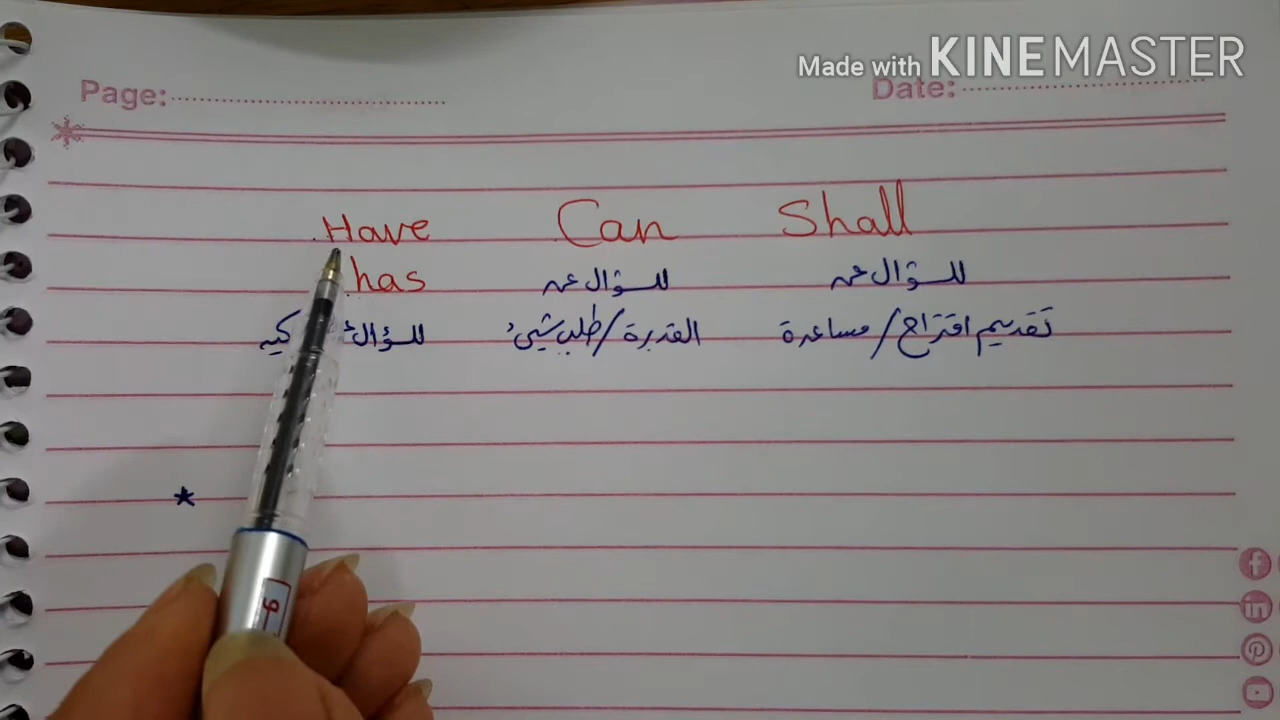 Made with KINEMASTER
Page:
Date:
Have Can Shall
has للسؤال عن للسؤال عن
للسؤال القدرة/طلب شيئ تقديم اقتراح/مساعدة